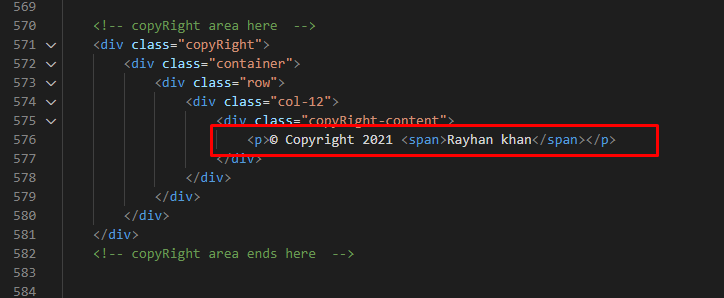 569
570 <!-- copyRight area here  -->
571 <div class="copyRight">
572 <div class="container">
573 <div class="row">
574 <div class="col-12">
575 <div class="copyRight-content">
576 <p>© Copyright 2021 <span>Rayhan khan</span></p>
577 </div>
578 </div>
579 </div>
580 </div>
581 </div>
582 <!-- copyRight area ends here  -->
583
584